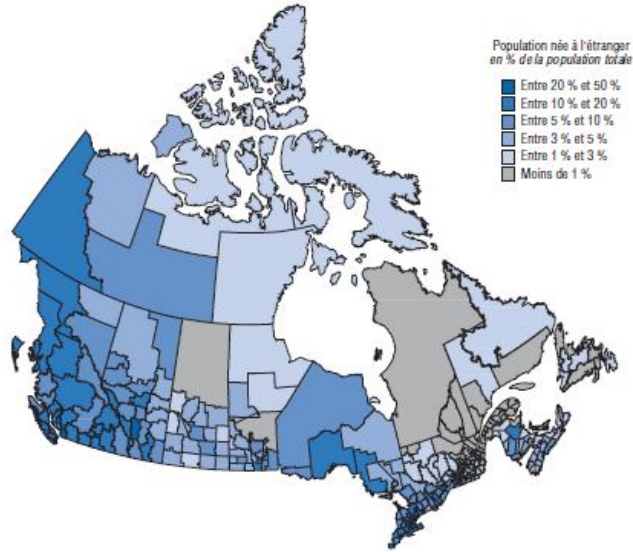 Population née à l'étranger
en % de la population totale
Entre 20 % et 50 %
Entre 10 % et 20 %
Entre 5 % et 10 %
Entre 3 % et 5 %
Entre 1 % et 3 %
Moins de 1 %